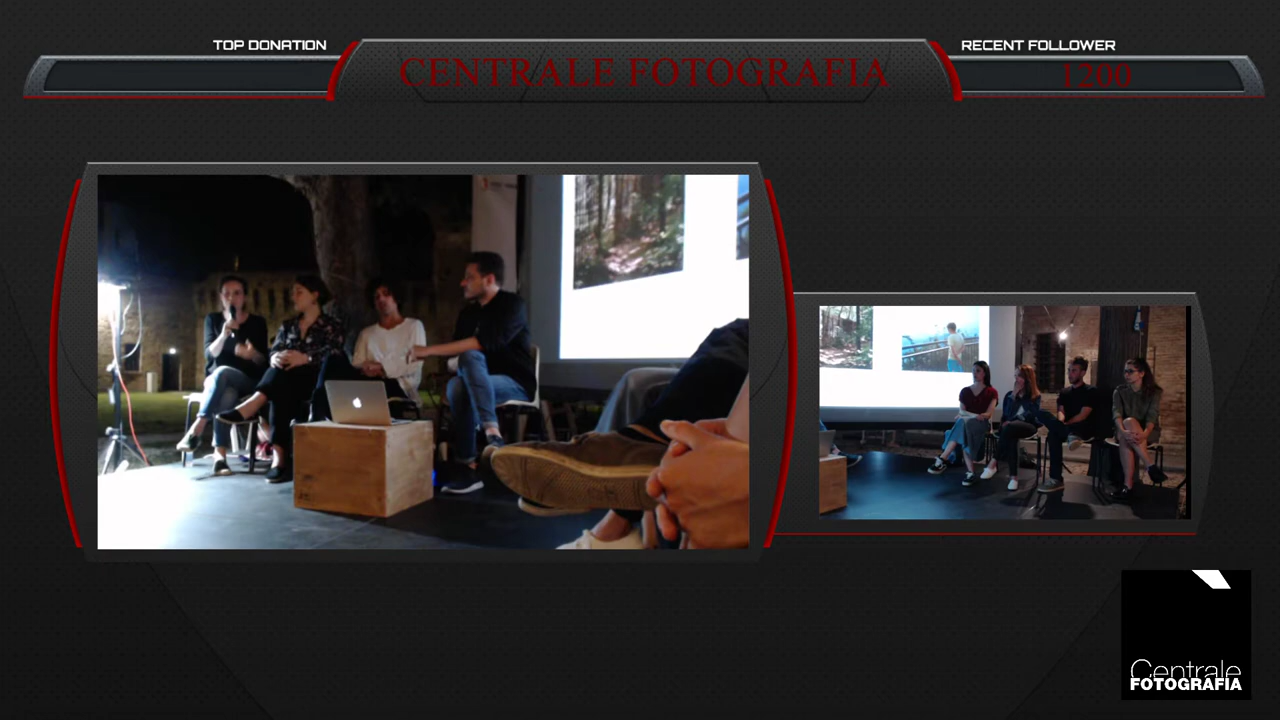 TOP DONATION
CENTRALE FOTOGRAFIA
RECENT FOLLOWER
1200
Centrale
FOTOGRAFIA